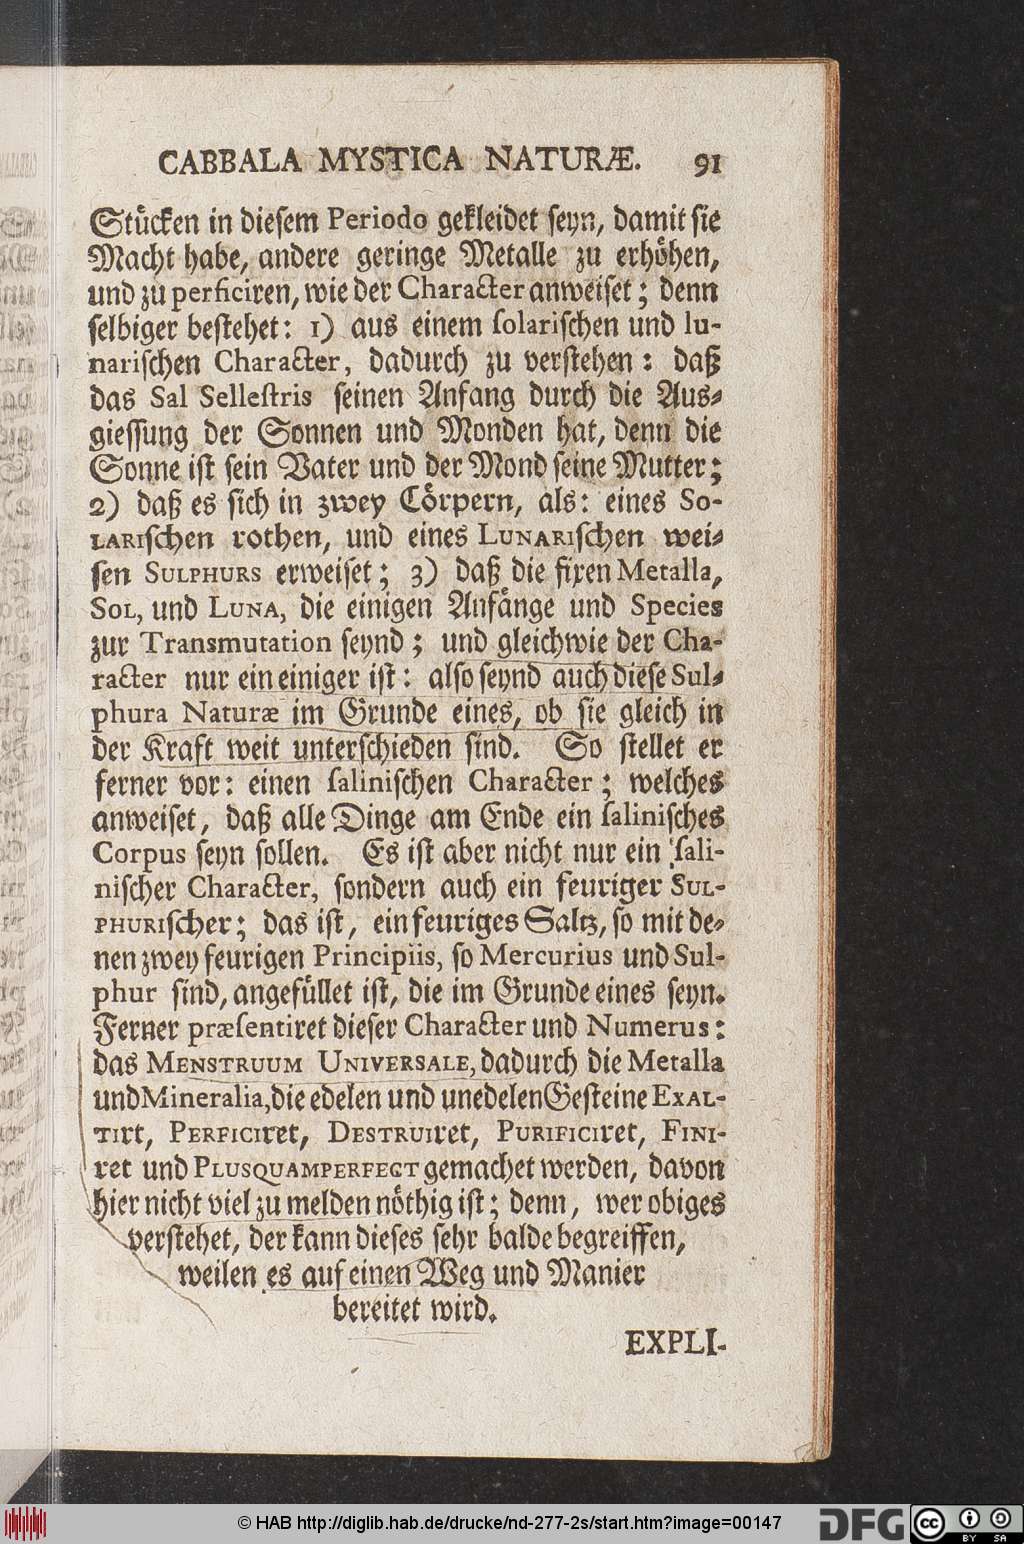 CABBALA MYSTICA NATURÆ. 91
Stücken in diesem Periodo gekleidet seyn, damit sie
Macht habe, andere geringe Metalle zu erhöhen,
und zu perficiren, wie der Character anweiset; denn
selbiger bestehet: 1) aus einem solarischen und lu-
narischen Character, dadurch zu verstehen: daß
das Sal Sellestris seinen Anfang durch die Aus-
giessung der Sonnen und Monden hat, denn die
Sonne ist sein Vater und der Mond seine Mutter;
2) daß es sich in zwey Cörpern, als: eines So-
LARIschen rothen, und eines LUNARIschen wei-
sen SULPHURS erweiset; 3) daß die fixen Metalla,
SOL, und LUNA, die einigen Anfänge und Species
zur Transmutation seynd; und gleichwie der Cha-
racter nur ein einiger ist: also seynd auch diese Sul-
phura Naturæ im Grunde eines, ob sie gleich in
der Kraft weit unterschieden sind. So stellet er
ferner vor: einen salinischen Character; welches
anweiset, daß alle Dinge am Ende ein salinisches
Corpus seyn sollen. Es ist aber nicht nur ein sali-
nischer Character, sondern auch ein feuriger SUL-
PHURIscher; das ist, ein feuriges Saltz, so mit de-
nen zwey feurigen Principiis, so Mercurius und Sul-
phur sind, angefüllet ist, die im Grunde eines seyn.
Ferner præsentiret dieser Character und Numerus:
das MENSTRUUM UNIVERSALE, dadurch die Metalla
und Mineralia, die edelen und unedelen Gesteine EXAL-
TIrt, PERFICIret, DESTRUIret, PURIFICIret, FINI-
ret und PLUSQUAMPERFECT gemachet werden, davon
hier nicht viel zu melden nöthig ist; denn, wer obiges
verstehet, der kann dieses sehr balde begreiffen,
weilen es auf einen Weg und Manier
bereitet wird.
EXPLI-
© HAB http://diglib.hab.de/drucke/nd-277-2s/start.htm?image=00147
DFG
cc BY SA